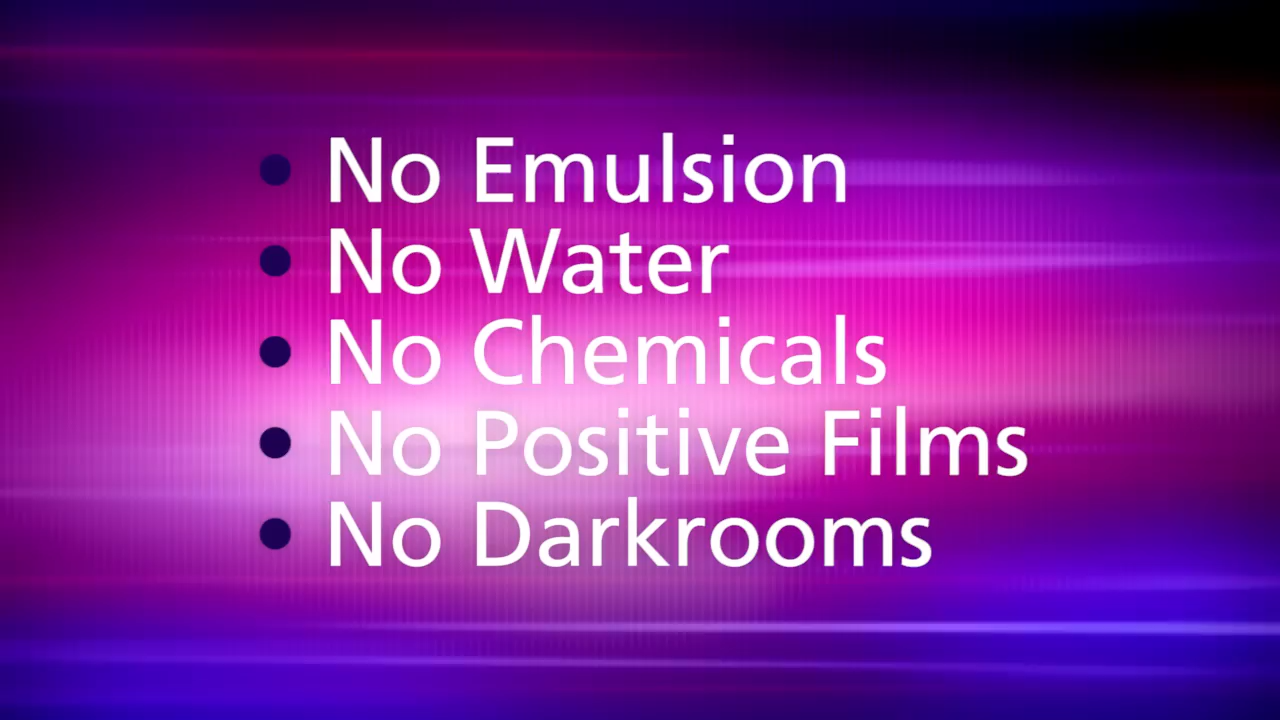 • No Emulsion
• No Water
• No Chemicals
• No Positive Films
• No Darkrooms